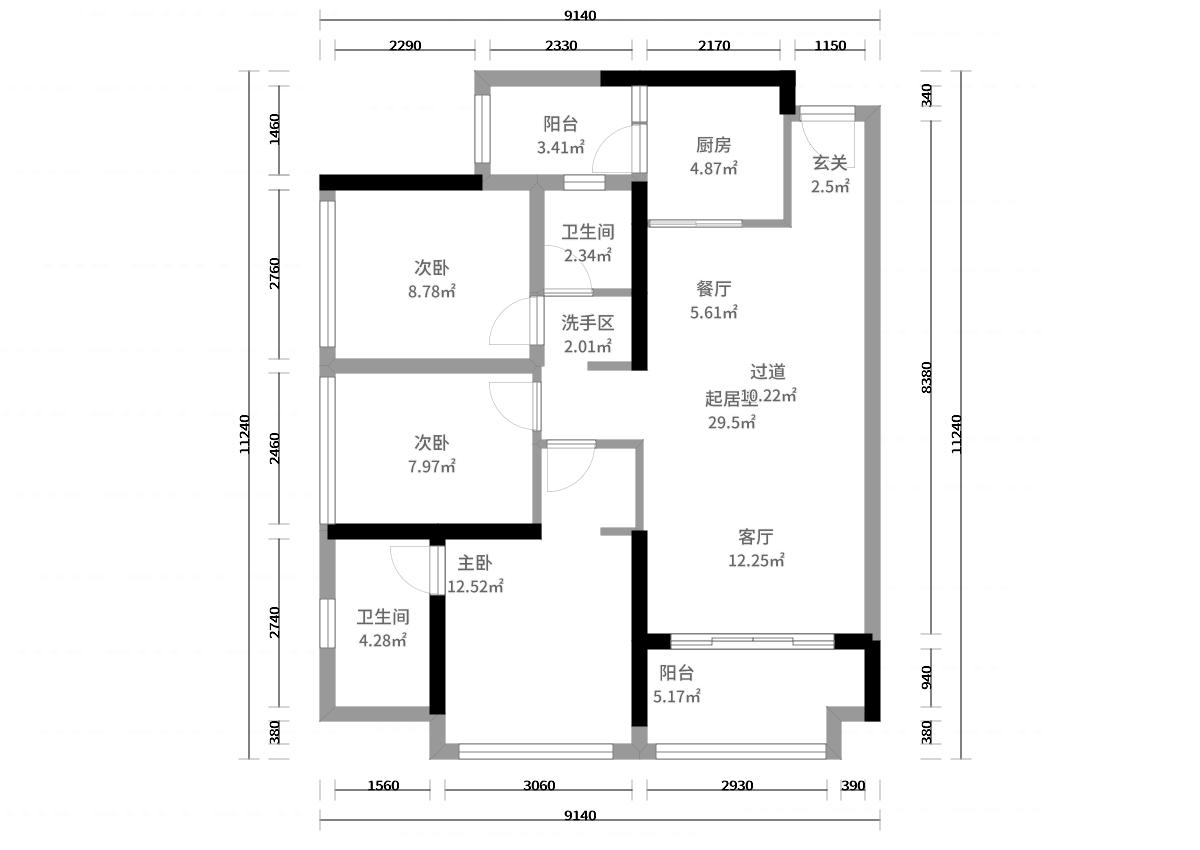 9140
2290
2330
2170
1150
340
1460
阳台
3.41㎡
厨房
4.87㎡
玄关
2.5㎡
卫生间
2.34㎡
次卧
8.78㎡
2760
餐厅
5.61㎡
洗手区
2.01㎡
过道
10.22㎡
起居室
29.5㎡
8380
11240
11240
2460
次卧
7.97㎡
客厅
12.25㎡
主卧
12.52㎡
卫生间
4.28㎡
2740
阳台
5.17㎡
940
380
380
1560
3060
2930
390
9140